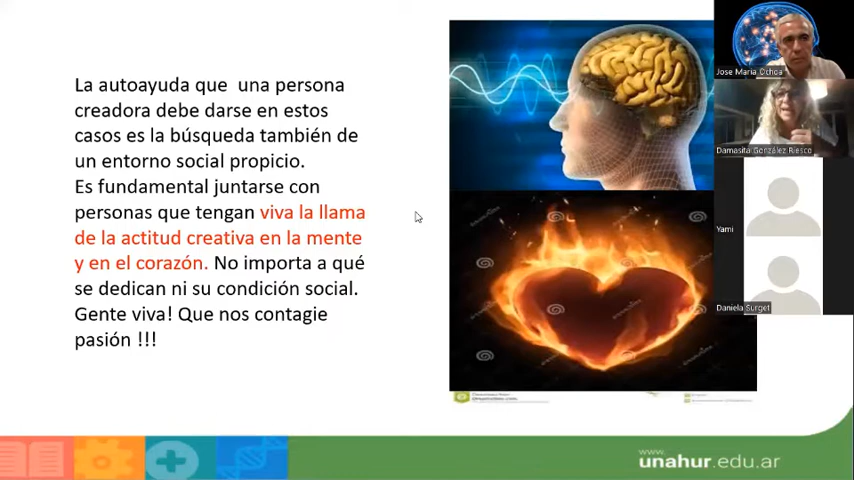 La autoayuda que una persona
creadora debe darse en estos
casos es la búsqueda también de
un entorno social propicio.
Es fundamental juntarse con
personas que tengan viva la llama
de la actitud creativa en la mente
y en el corazón. No importa a qué
se dedican ni su condición social.
Gente viva! Que nos contagie
pasión !!!
Jose Maria Ochoa
Damasita González Riesco
Yami
Daniela Surget
www.
unahur.edu.ar